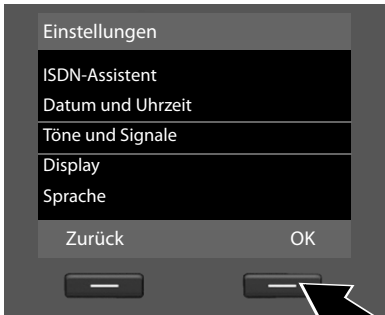 Einstellungen
ISDN-Assistent
Datum und Uhrzeit
Töne und Signale
Display
Sprache
Zurück OK